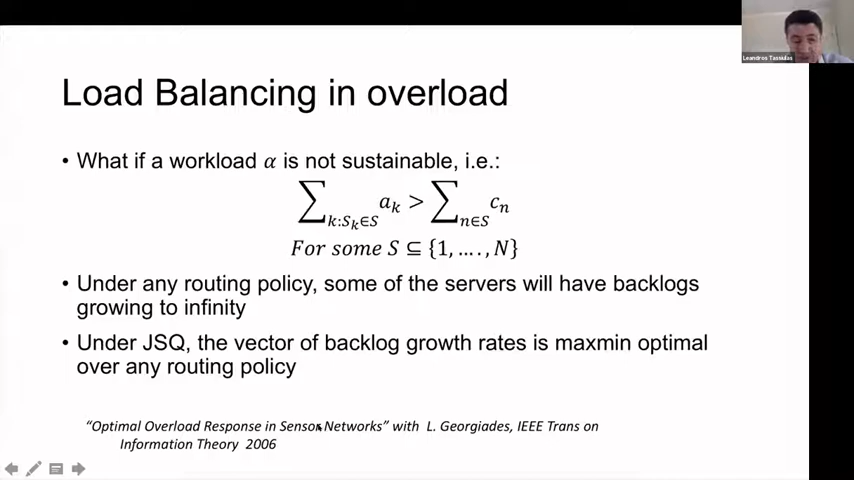 Leandros Tassiulas
Load Balancing in overload
• What if a workload α is not sustainable, i.e.:
∑_{k:S_k∈S} a_k > ∑_{n∈S} c_n
For some S ⊆ {1, … . , N}
• Under any routing policy, some of the servers will have backlogs
growing to infinity
• Under JSQ, the vector of backlog growth rates is maxmin optimal
over any routing policy
“Optimal Overload Response in Sensor Networks” with L. Georgiades, IEEE Trans on
Information Theory 2006